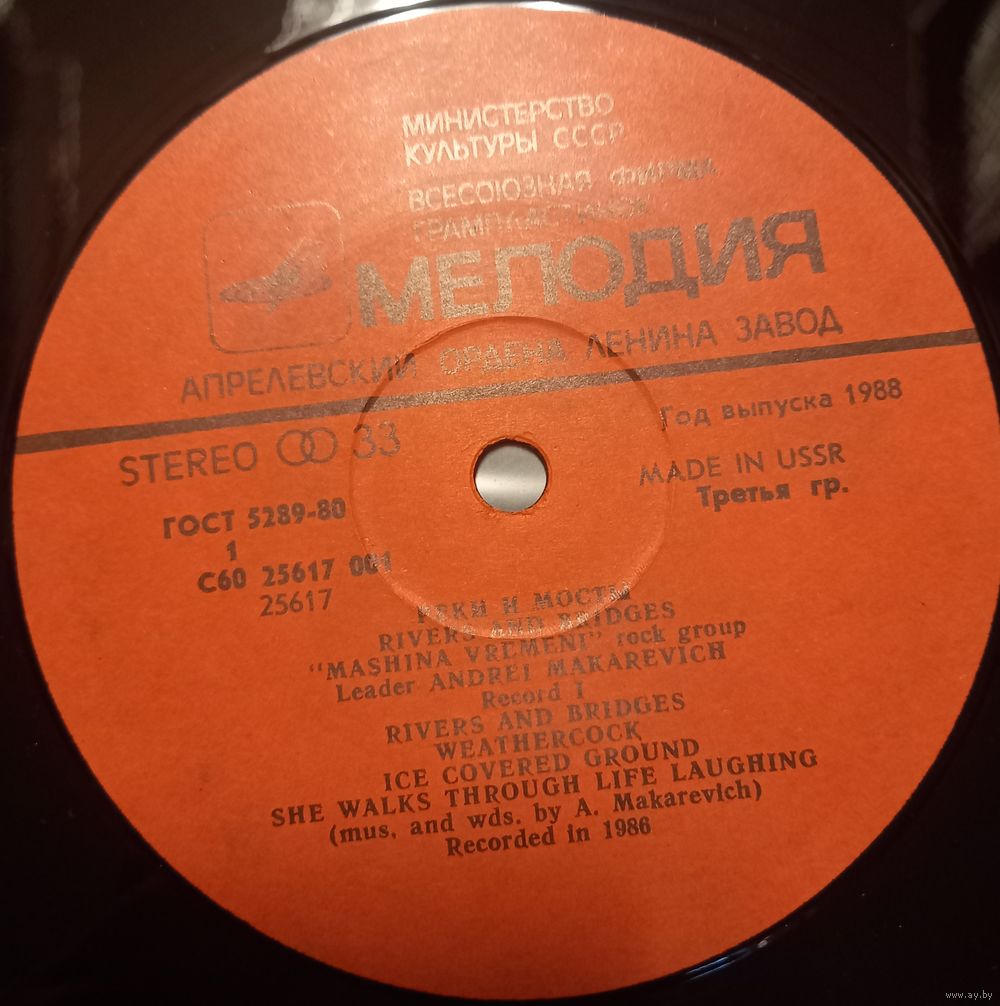 МИНИСТЕРСТВО
КУЛЬТУРЫ СССР
ВСЕСОЮЗНАЯ ФИРМА
ГРАМПЛАСТИНОК
МЕЛОДИЯ
АПРЕЛЕВСКИЙ ОРДЕНА ЛЕНИНА ЗАВОД
STEREO 33
Год выпуска 1988
MADE IN USSR
Третья гр.
ГОСТ 5289-80
1
С60 25617 001
25617
РЕКИ И МОСТЫ
RIVERS AND BRIDGES
"MASHINA VREMENI" rock group
Leader ANDREI MAKAREVICH
Record I
RIVERS AND BRIDGES
WEATHERCOCK
ICE COVERED GROUND
SHE WALKS THROUGH LIFE LAUGHING
(mus. and wds. by A. Makarevich)
Recorded in 1986
www.ay.by